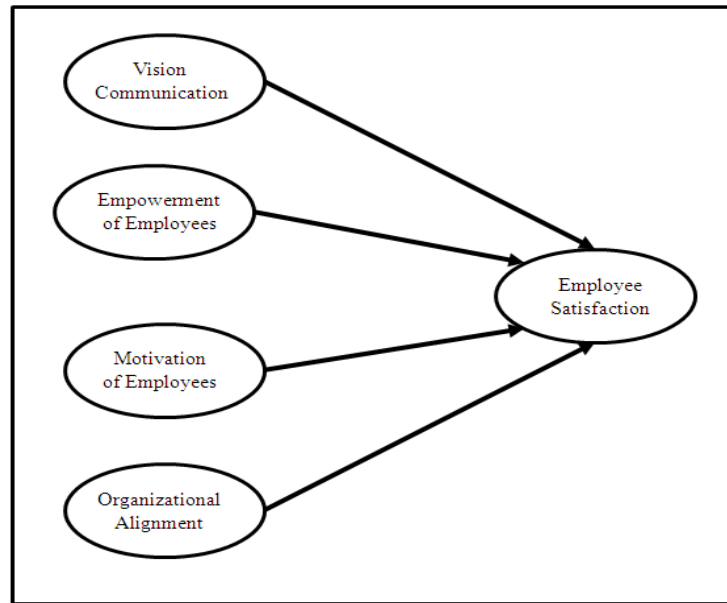 Vision
Communication
Empowerment
of Employees
Employee
Satisfaction
Motivation
of Employees
Organizational
Alignment